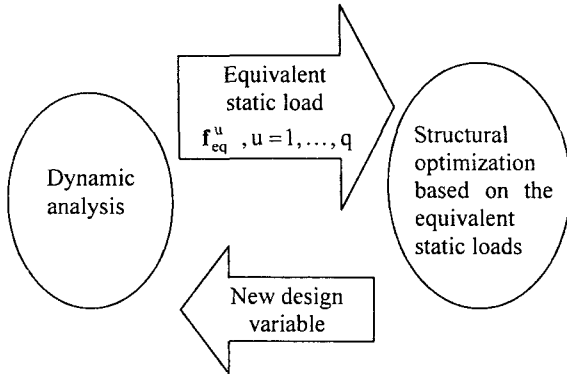 Equivalent
static load
f_eq^u , u = 1, ..., q
Dynamic
analysis
Structural
optimization
based on the
equivalent
static loads
New design
variable